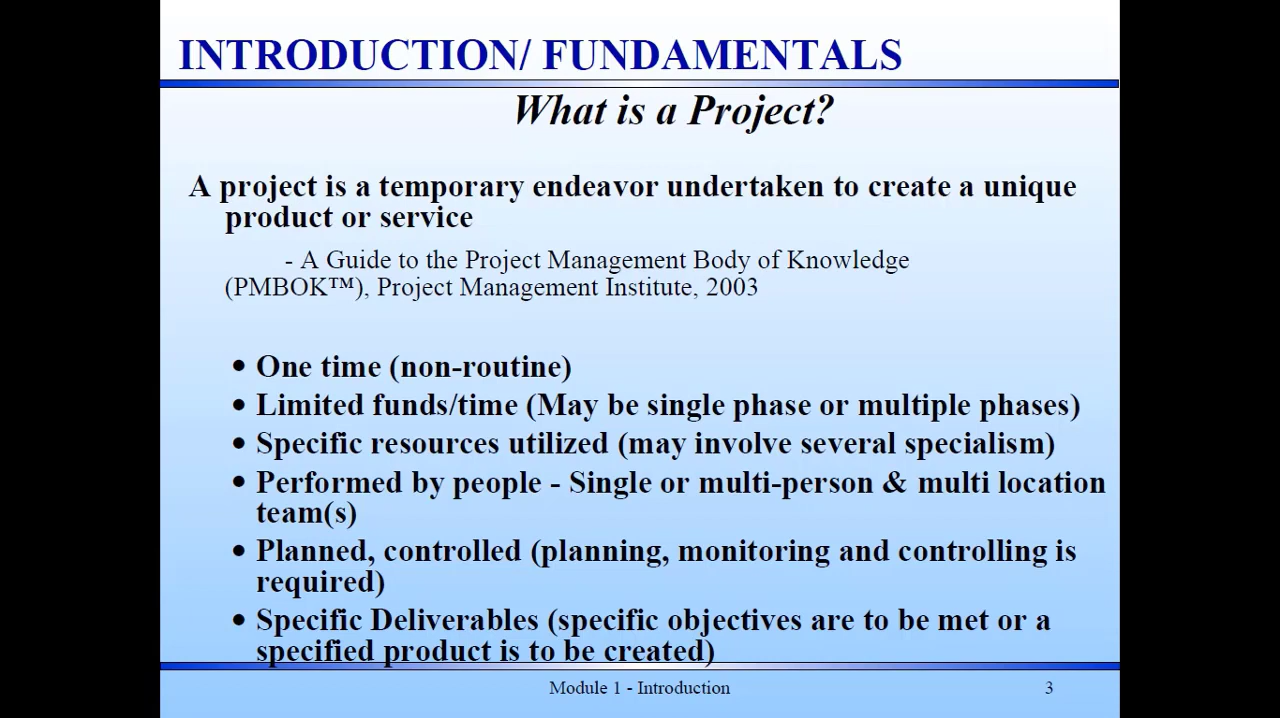 INTRODUCTION/ FUNDAMENTALS
What is a Project?
A project is a temporary endeavor undertaken to create a unique
product or service
- A Guide to the Project Management Body of Knowledge
(PMBOK™), Project Management Institute, 2003
• One time (non-routine)
• Limited funds/time (May be single phase or multiple phases)
• Specific resources utilized (may involve several specialism)
• Performed by people - Single or multi-person & multi location
team(s)
• Planned, controlled (planning, monitoring and controlling is
required)
• Specific Deliverables (specific objectives are to be met or a
specified product is to be created)
Module 1 - Introduction 3